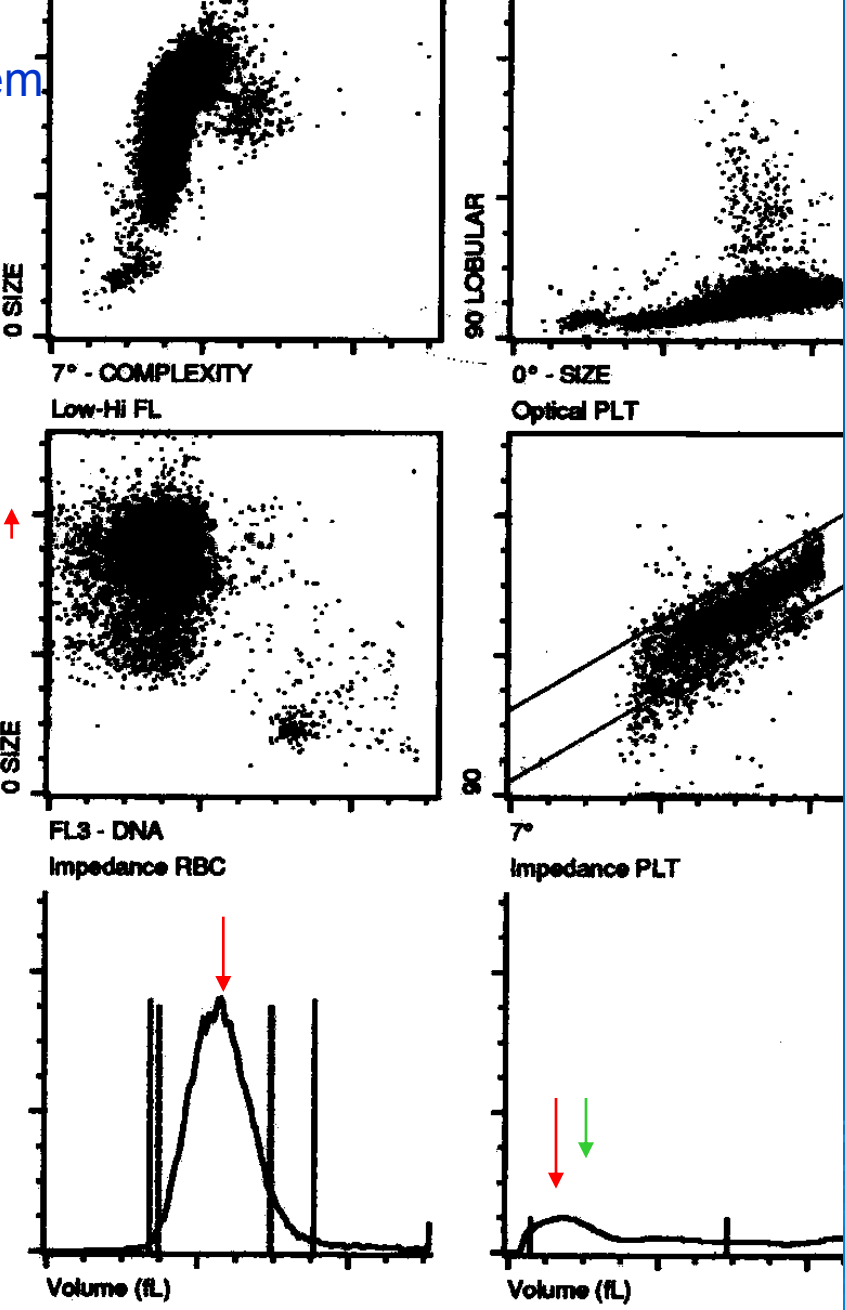 em
0 SIZE
90 LOBULAR
7° - COMPLEXITY
0° - SIZE
Low-Hi FL
Optical PLT
0 SIZE
90
FL3 - DNA
7°
Impedance RBC
Impedance PLT
Volume (fL)
Volume (fL)